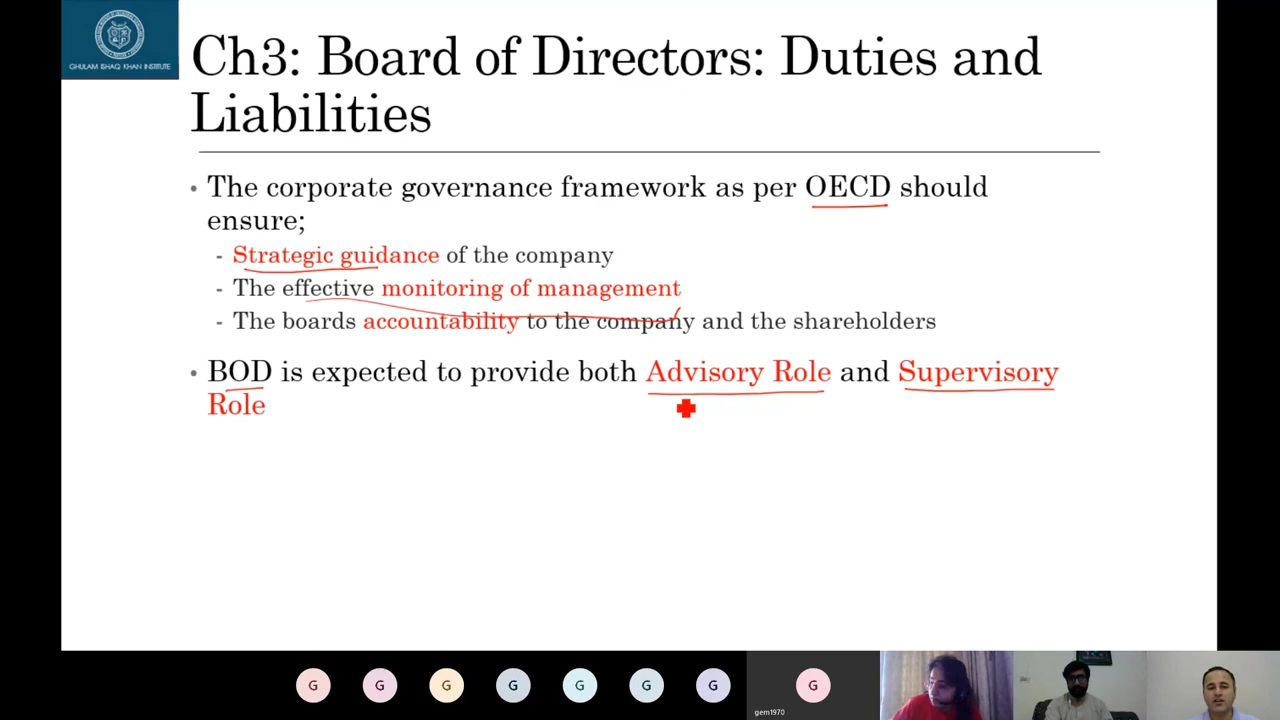 GHULAM ISHAQ KHAN INSTITUTE
Ch3: Board of Directors: Duties and
Liabilities
• The corporate governance framework as per OECD should
ensure;
- Strategic guidance of the company
- The effective monitoring of management
- The boards accountability to the company and the shareholders
• BOD is expected to provide both Advisory Role and Supervisory
Role
G G G G G G G G
gem1970